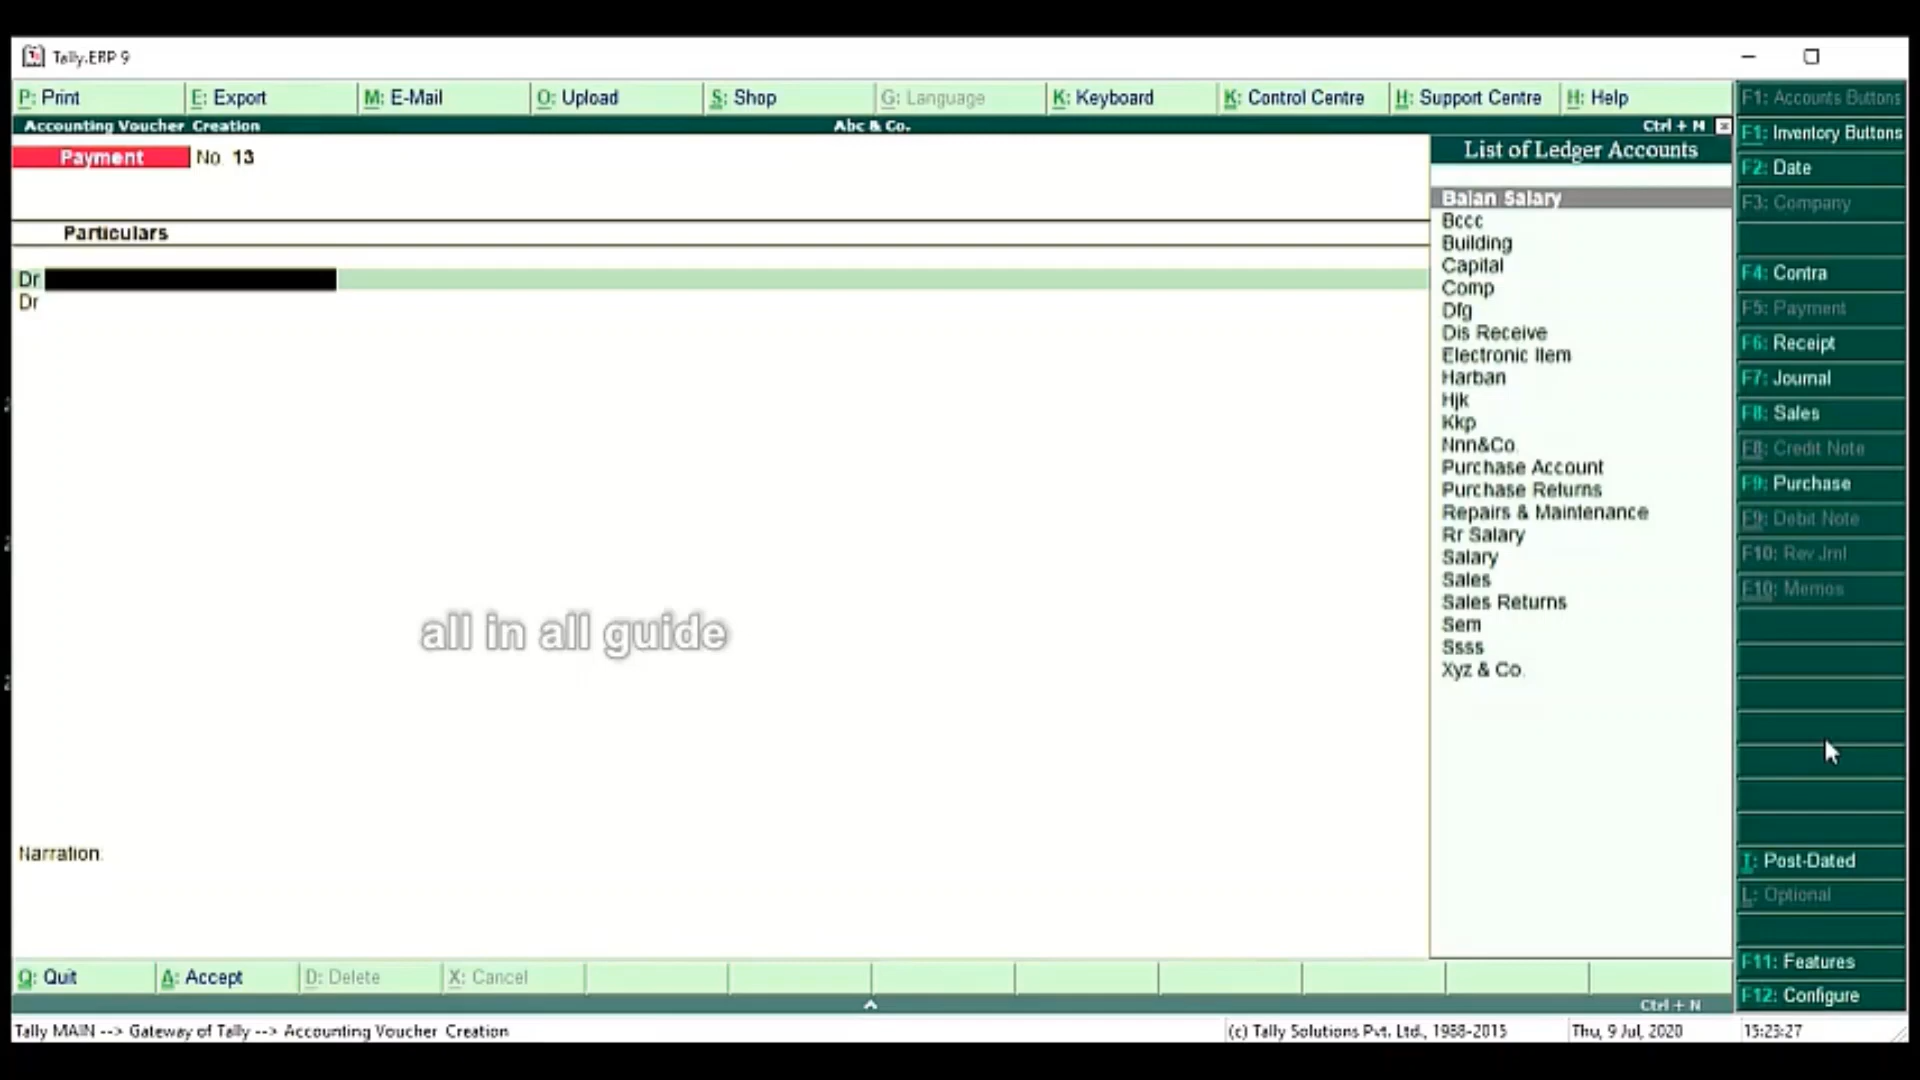 Tally.ERP 9
P: Print E: Export M: E-Mail O: Upload S: Shop G: Language K: Keyboard K: Control Centre H: Support Centre H: Help
F1: Accounts Buttons
Accounting Voucher Creation Abc & Co. Ctrl + M
F1: Inventory Buttons
Payment No. 13
List of Ledger Accounts
F2: Date
F3: Company
Particulars
Dr
Dr
Balan Salary
Bccc
Building
Capital
Comp
Dfg
Dis Receive
Electronic Item
Harban
Hjk
Kkp
Nnn&Co.
Purchase Account
Purchase Returns
Repairs & Maintenance
Rr Salary
Salary
Sales
Sales Returns
Sem
Ssss
Xyz & Co.
F4: Contra
F5: Payment
F6: Receipt
F7: Journal
F8: Sales
F8: Credit Note
F9: Purchase
F9: Debit Note
F10: Rev Jrnl
F10: Memos
all in all guide
Narration:
T: Post-Dated
L: Optional
F11: Features
F12: Configure
Q: Quit A: Accept D: Delete X: Cancel
Ctrl + N
Tally MAIN --> Gateway of Tally --> Accounting Voucher Creation (c) Tally Solutions Pvt. Ltd., 1988-2015 Thu, 9 Jul, 2020 15:23:27